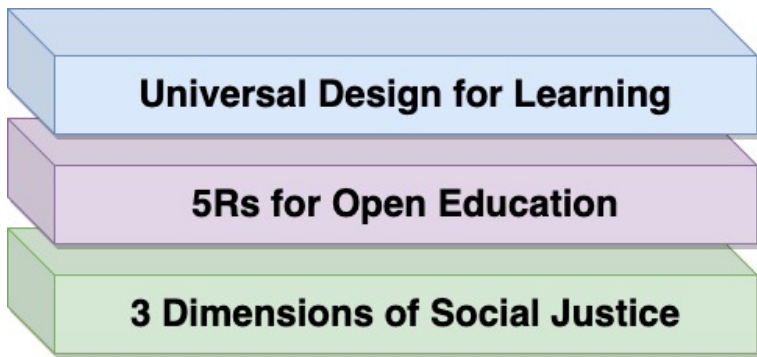 Universal Design for Learning
5Rs for Open Education
3 Dimensions of Social Justice